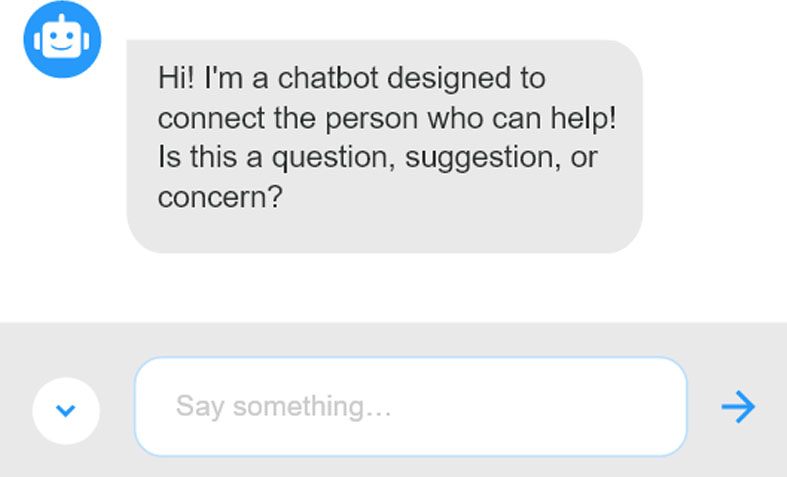 Hi! I'm a chatbot designed to
connect the person who can help!
Is this a question, suggestion, or
concern?
Say something...